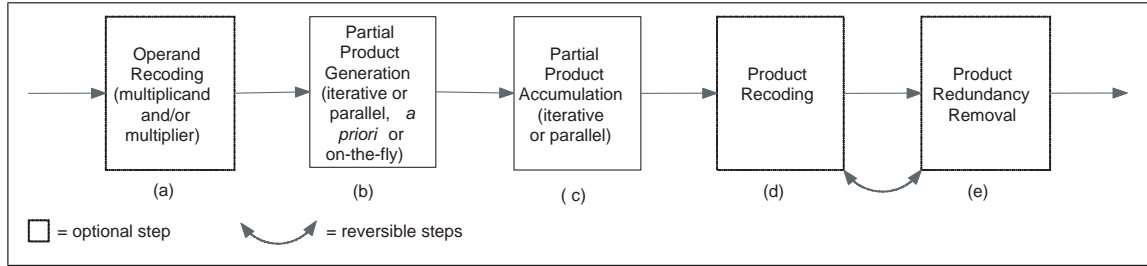 Operand
Recoding
(multiplicand
and/or
multiplier)
(a)
Partial
Product
Generation
(iterative or
parallel, a
priori or
on-the-fly)
(b)
Partial
Product
Accumulation
(iterative
or parallel)
( c)
Product
Recoding
(d)
Product
Redundancy
Removal
(e)
= optional step
= reversible steps